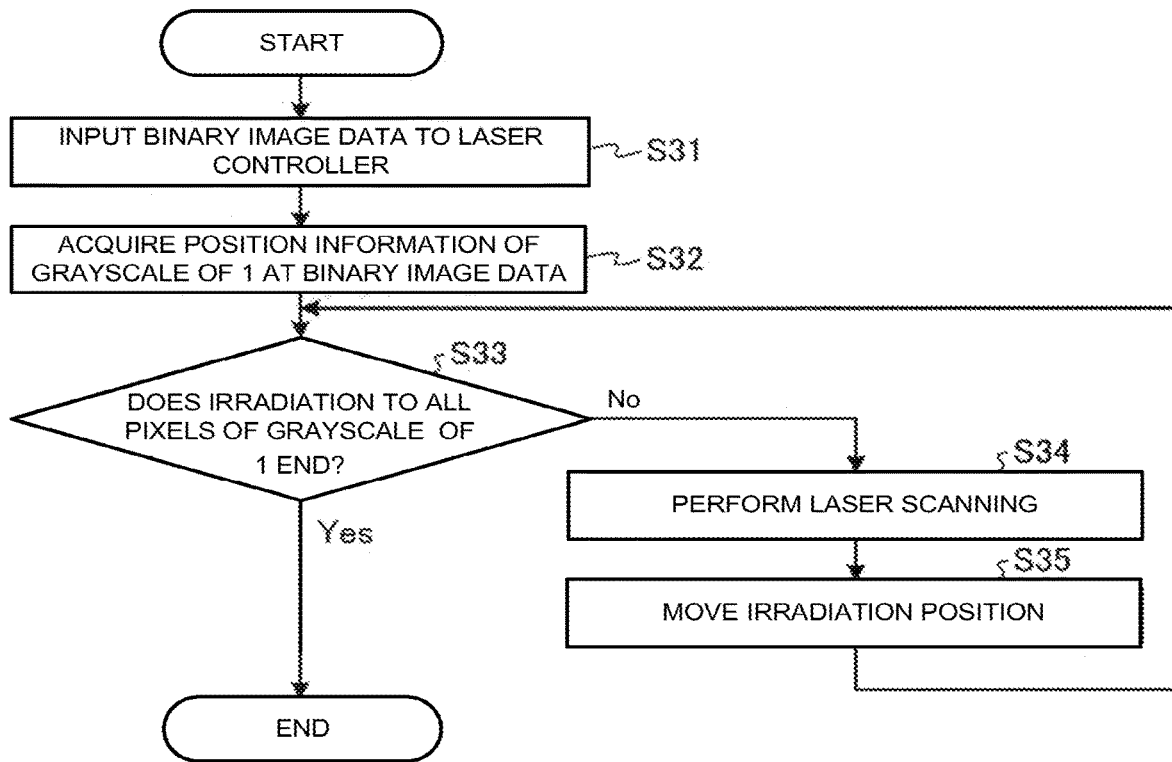 START
INPUT BINARY IMAGE DATA TO LASER
CONTROLLER
S31
ACQUIRE POSITION INFORMATION OF
GRAYSCALE OF 1 AT BINARY IMAGE DATA
S32
S33
DOES IRRADIATION TO ALL
PIXELS OF GRAYSCALE OF
1 END?
No
Yes
S34
PERFORM LASER SCANNING
S35
MOVE IRRADIATION POSITION
END